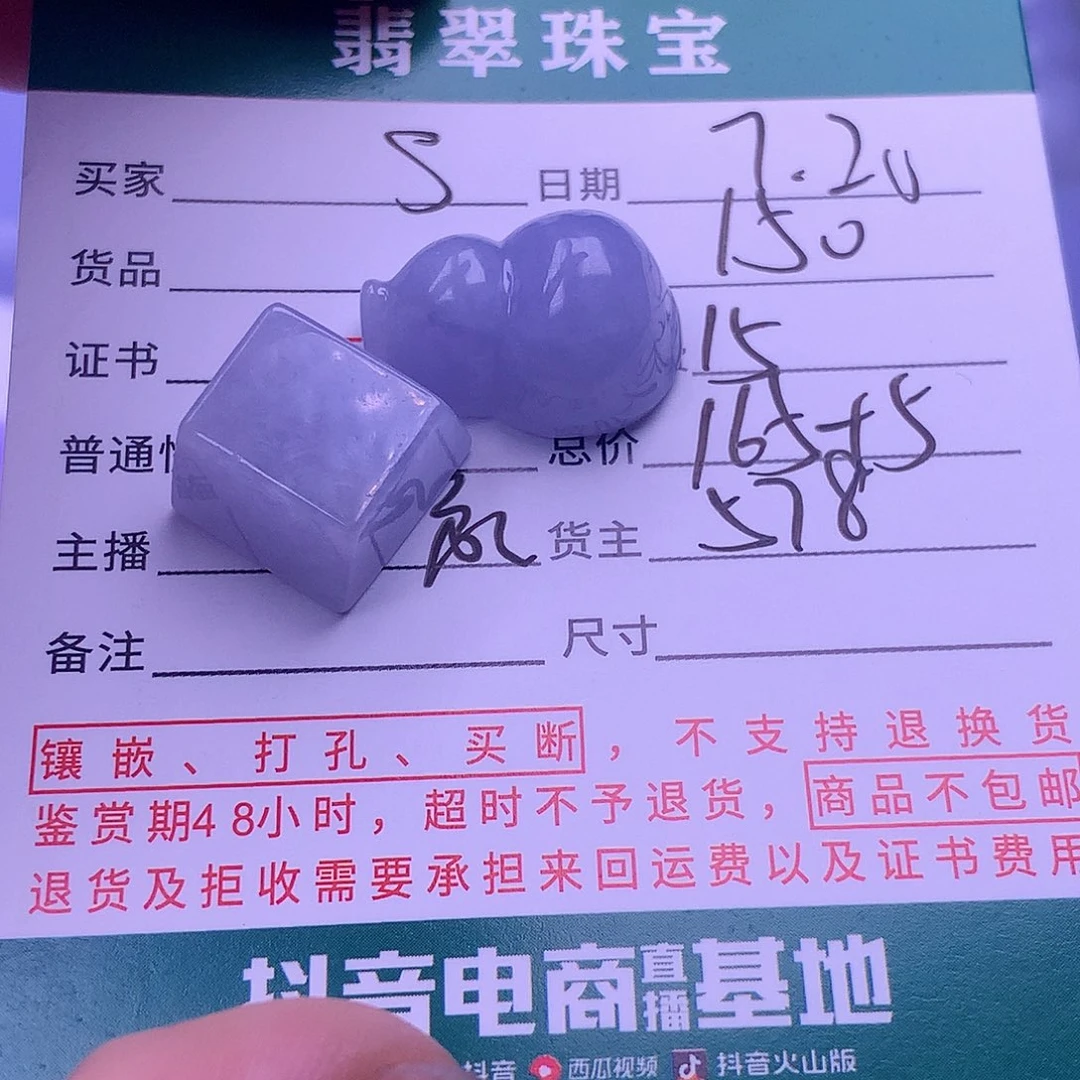 翡翠珠宝
买家 S 日期 7.20
货品 150
证书 15
普通 总价 165+5
主播 货主 578
备注 尺寸
镶嵌、打孔、买断，不支持退换货
鉴赏期48小时，超时不予退货，商品不包邮
退货及拒收需要承担来回运费以及证书费用
抖音电商直播基地
抖音 西瓜视频 抖音火山版